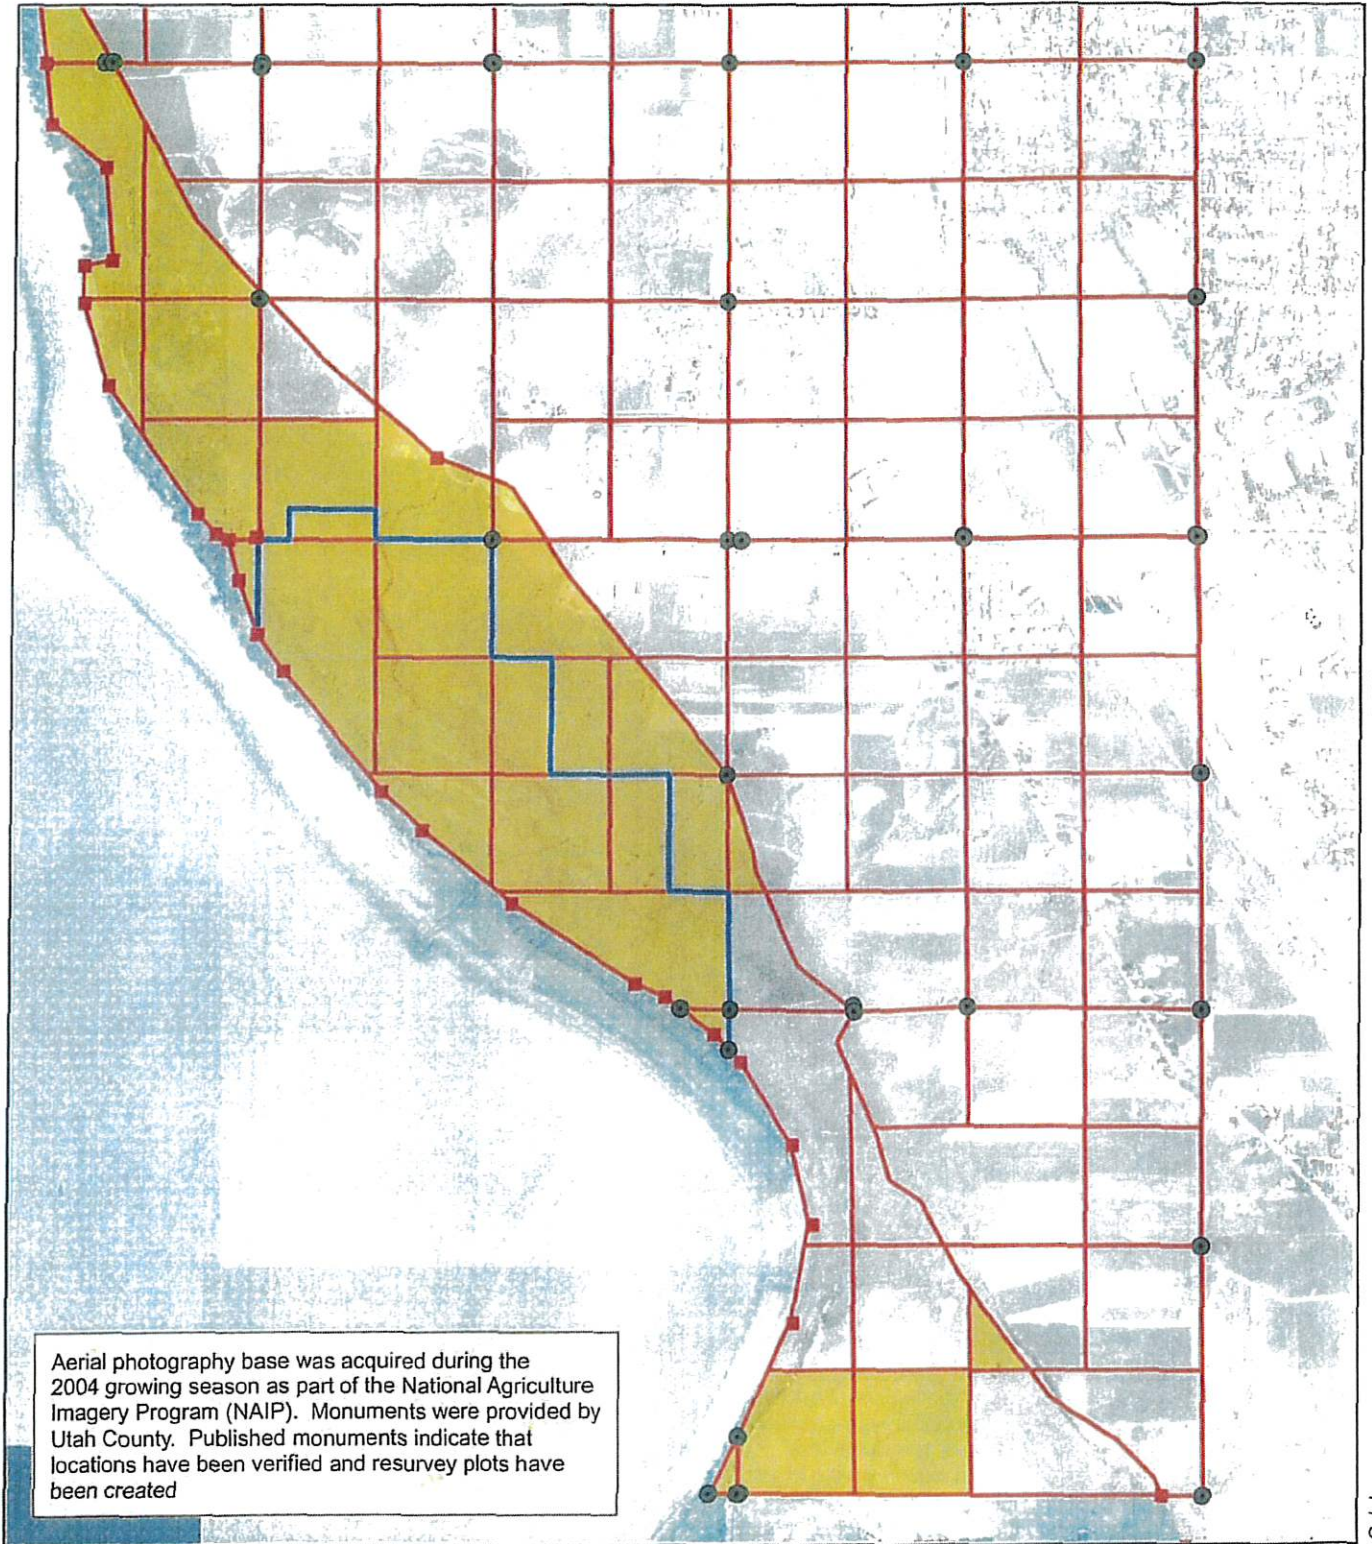 Aerial photography base was acquired during the
2004 growing season as part of the National Agriculture
Imagery Program (NAIP). Monuments were provided by
Utah County. Published monuments indicate that
locations have been verified and resurvey plots have
been created